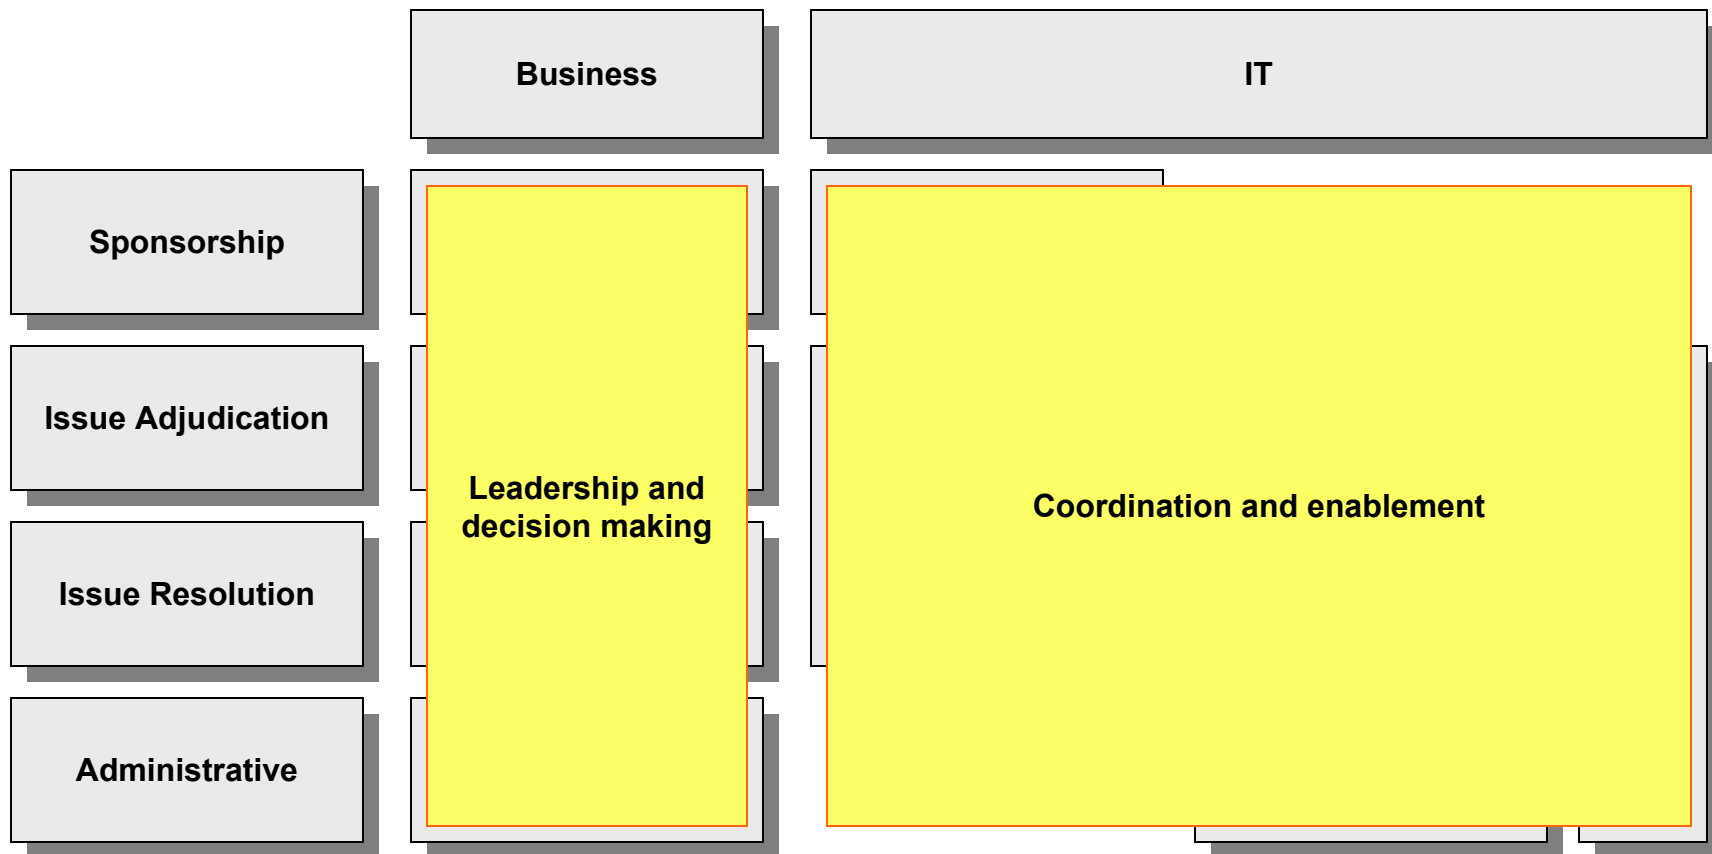 Business
IT
Sponsorship
Issue Adjudication
Leadership and
decision making
Coordination and enablement
Issue Resolution
Administrative